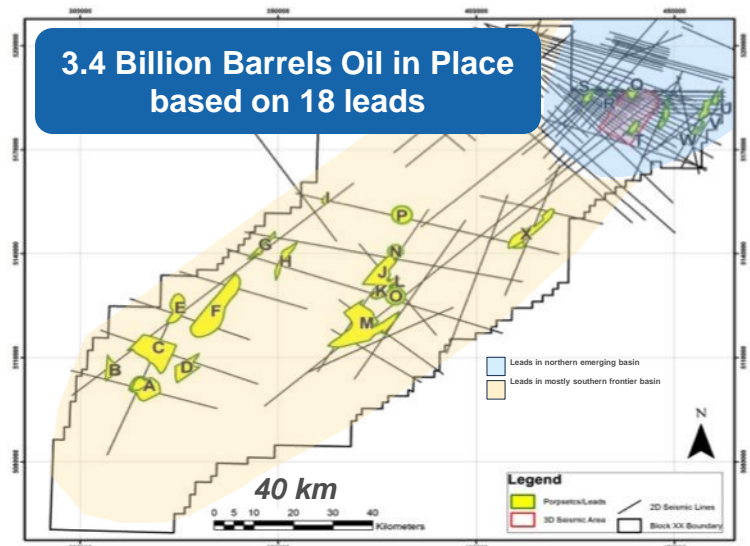 3.4 Billion Barrels Oil in Place
based on 18 leads
S
Q
R
U
V
T
W
I
P
X
G
N
H
J
L
K
O
E
F
M
C
B
D
A
Leads in northern emerging basin
Leads in mostly southern frontier basin
N
40 km
0 5 10 20 30 40
Kilometers
Legend
Porpsetcs/Leads
2D Seismic Lines
3D Seismic Area
Block XX Boundary